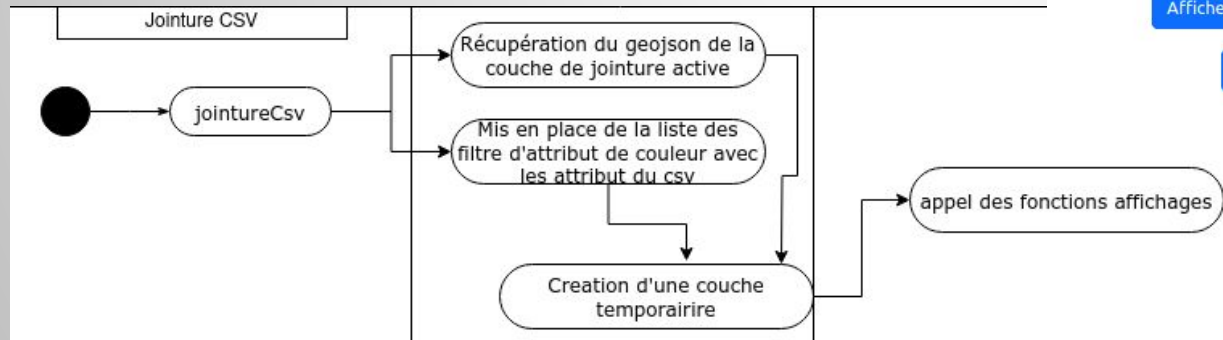 Jointure CSV
Affiche
Récupération du geojson de la
couche de jointure active
jointureCsv
Mis en place de la liste des
filtre d'attribut de couleur avec
les attribut du csv
appel des fonctions affichages
Creation d'une couche
temporairire